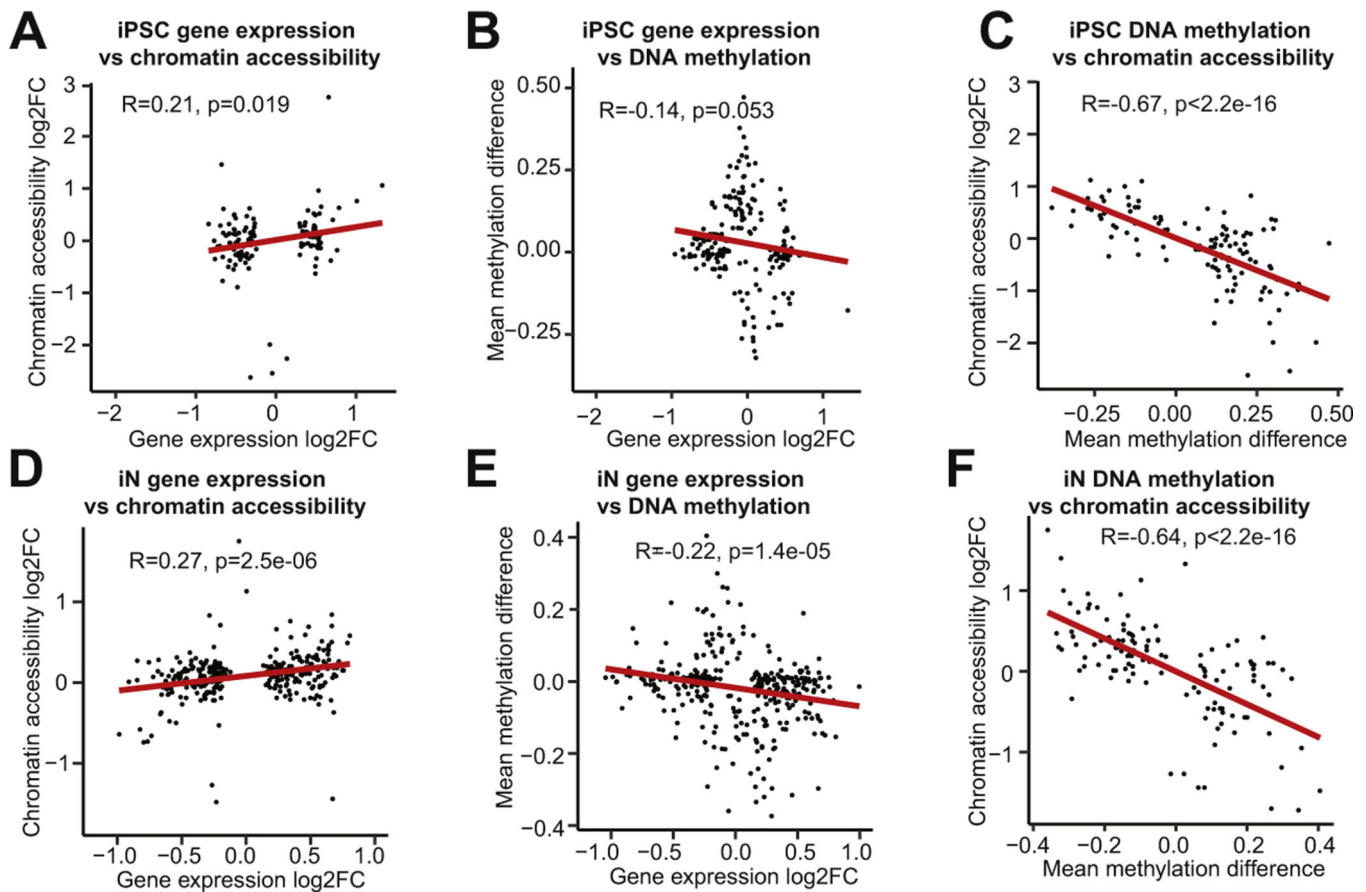 A
iPSC gene expression
vs chromatin accessibility
R=0.21, p=0.019
Chromatin accessibility log2FC
3
2
1
0
−1
−2
−2 −1 0 1
Gene expression log2FC
B
iPSC gene expression
vs DNA methylation
R=-0.14, p=0.053
Mean methylation difference
0.50
0.25
0.00
−0.25
−2 −1 0 1
Gene expression log2FC
C
iPSC DNA methylation
vs chromatin accessibility
R=-0.67, p<2.2e-16
Chromatin accessibility log2FC
3
2
1
0
−1
−2
−0.25 0.00 0.25 0.50
Mean methylation difference
D
iN gene expression
vs chromatin accessibility
R=0.27, p=2.5e-06
Chromatin accessibility log2FC
1
0
−1
−1.0 −0.5 0.0 0.5 1.0
Gene expression log2FC
E
iN gene expression
vs DNA methylation
R=-0.22, p=1.4e-05
Mean methylation difference
0.4
0.2
0.0
−0.2
−0.4
−1.0 −0.5 0.0 0.5 1.0
Gene expression log2FC
F
iN DNA methylation
vs chromatin accessibility
R=-0.64, p<2.2e-16
Chromatin accessibility log2FC
1
0
−1
−0.4 −0.2 0.0 0.2 0.4
Mean methylation difference